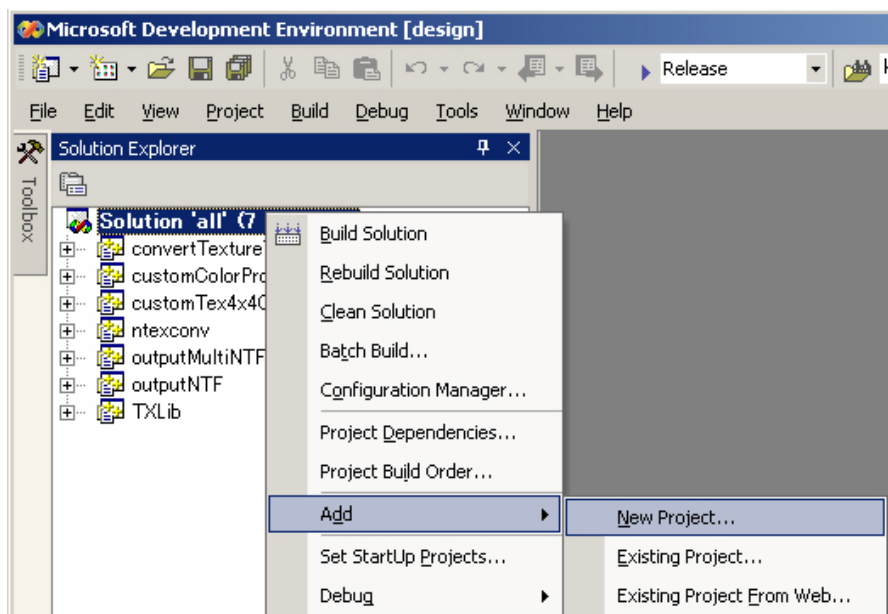 Microsoft Development Environment [design]
Release
File Edit View Project Build Debug Tools Window Help
Toolbox
Solution Explorer
Solution 'all' (7
convertTexture
customColorPro
customTex4x4C
ntexconv
outputMultiNTF
outputNTF
TXLib
Build Solution
Rebuild Solution
Clean Solution
Batch Build...
Configuration Manager...
Project Dependencies...
Project Build Order...
Add
New Project...
Set StartUp Projects...
Existing Project...
Debug
Existing Project From Web...